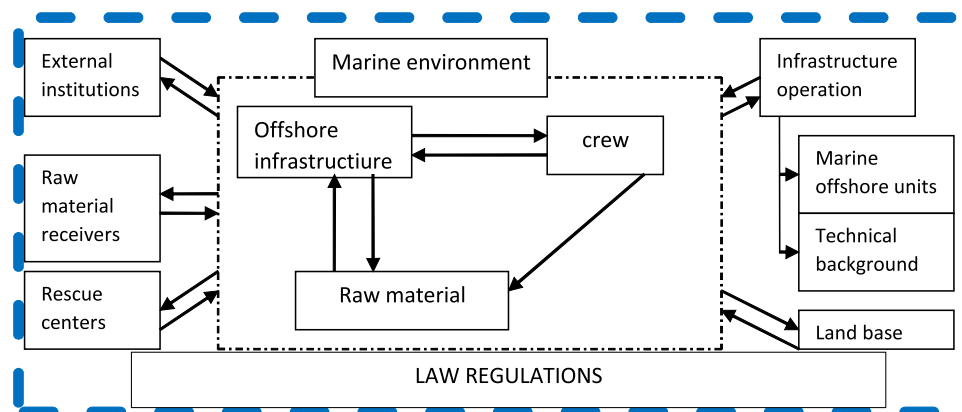 External
institutions
Marine environment
Infrastructure
operation
Offshore
infrastructiure
crew
Marine
offshore units
Raw
material
receivers
Technical
background
Rescue
centers
Raw material
Land base
LAW REGULATIONS